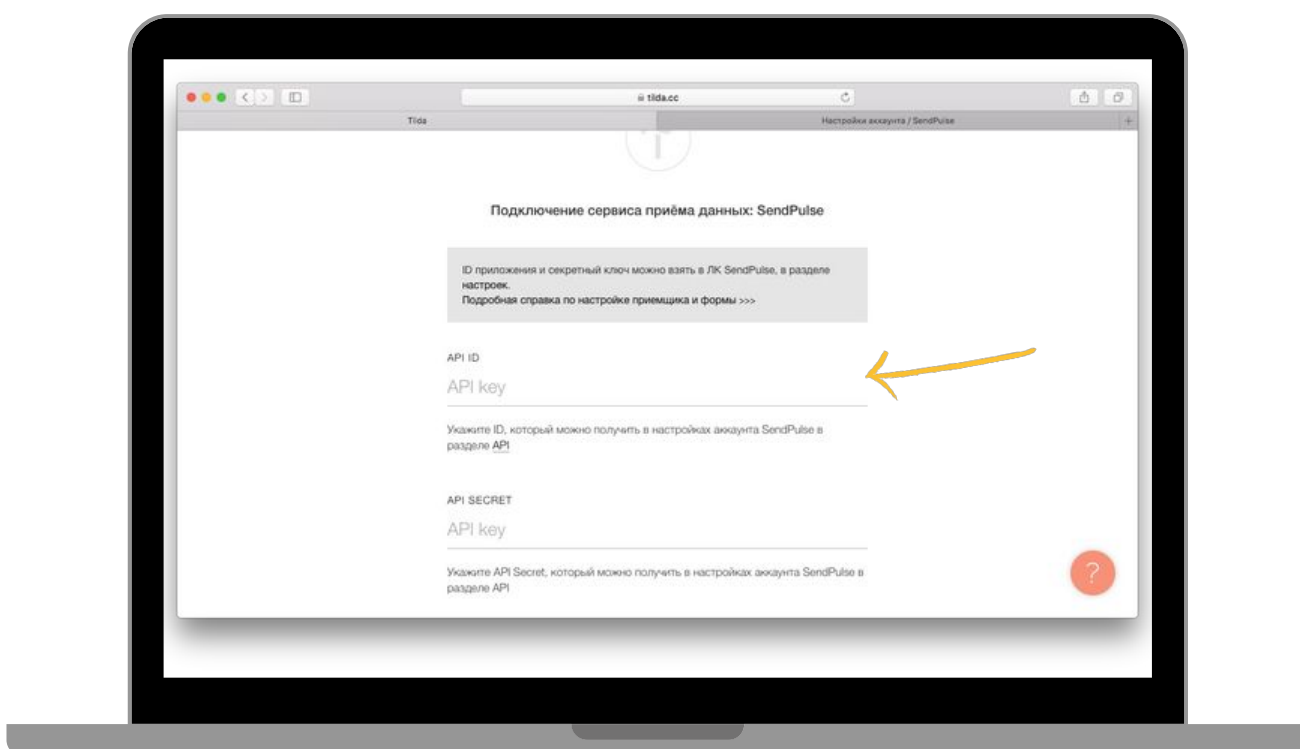 tilda.cc
Tilda
Настройки аккаунта / SendPulse
Подключение сервиса приёма данных: SendPulse
ID приложения и секретный ключ можно взять в ЛК SendPulse, в разделе
настроек.
Подробная справка по настройке приемщика и формы >>>
API ID
API key
Укажите ID, который можно получить в настройках аккаунта SendPulse в
разделе API
API SECRET
API key
Укажите API Secret, который можно получить в настройках аккаунта SendPulse в
разделе API
?